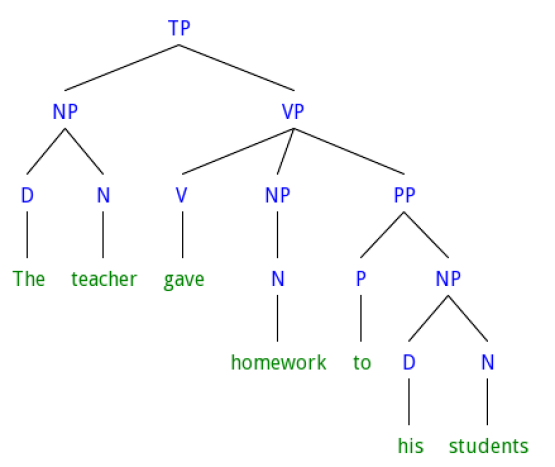 TP
NP VP
D N V NP PP
The teacher gave N P NP
homework to D N
his students